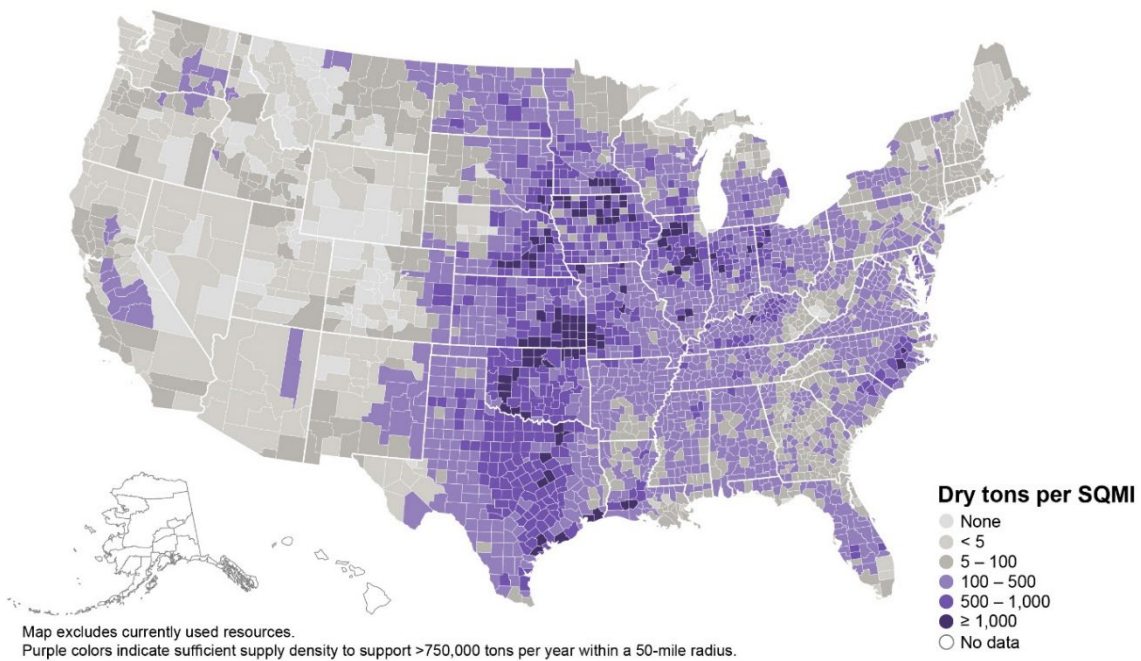 Dry tons per SQMI
None
< 5
5 – 100
100 – 500
500 – 1,000
≥ 1,000
No data
Map excludes currently used resources.
Purple colors indicate sufficient supply density to support >750,000 tons per year within a 50-mile radius.